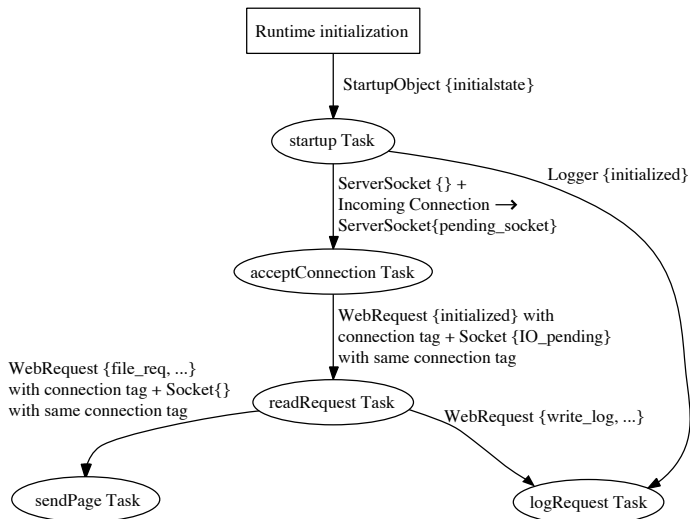 Runtime initialization
StartupObject {initialstate}
startup Task
Logger {initialized}
ServerSocket {} +
Incoming Connection →
ServerSocket{pending_socket}
acceptConnection Task
WebRequest {initialized} with
connection tag + Socket {IO_pending}
with same connection tag
WebRequest {file_req, ...}
with connection tag + Socket{}
with same connection tag
readRequest Task
WebRequest {write_log, ...}
sendPage Task
logRequest Task